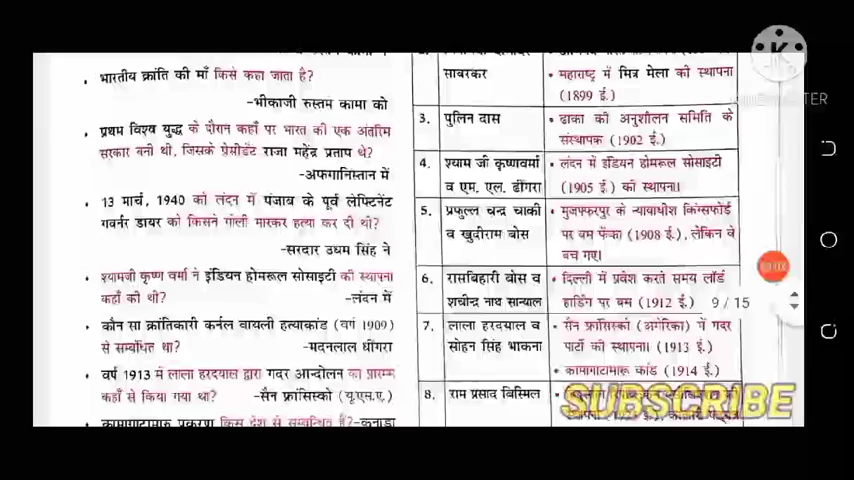 भारतीय क्रांति की माँ किसे कहा जाता है?
-भीकाजी रुस्तम कामा को
प्रथम विश्व युद्ध के दौरान कहाँ पर भारत की एक अंतरिम
सरकार बनी थी, जिसके प्रेसीडेंट राजा महेंद्र प्रताप थे?
-अफगानिस्तान में
13 मार्च, 1940 को लंदन में पंजाब के पूर्व लेफ्टिनेंट
गवर्नर डायर को किसने गोली मारकर हत्या कर दी थी?
-सरदार उधम सिंह ने
श्यामजी कृष्ण वर्मा ने इंडियन होमरूल सोसाइटी की स्थापना
कहाँ की थी?
-लंदन में
कौन सा क्रांतिकारी कर्नल वायली हत्याकांड (वर्ग 1909)
से सम्बंधित था?
-मदनलाल धींगरा
वर्ष 1913 में लाला हरदयाल द्वारा गदर आन्दोलन का प्रारम्भ
कहाँ से किया गया था?
-सैन फ्रांसिस्को (यू.एस.ए.)
कामागाटामारू प्रकरण किस देश से सम्बन्धित है?-कनाडा
सावरकर
महाराष्ट्र में मित्र मेला की स्थापना
(1899 ई.)
3. पुलिन दास
ढाका की अनुशीलन समिति के
संस्थापक (1902 ई.)
4. श्याम जी कृष्णवर्मा
व एम. एल. ढींगरा
लंदन में इंडियन होमरूल सोसाइटी
(1905 ई.) की स्थापना।
5. प्रफुल्ल चन्द्र चाकी
व खुदीराम बोस
मुजफ्फरपुर के न्यायाधीश किंग्सफोर्ड
पर बम फेंका (1908 ई.), लेकिन वे
बच गए।
6. रासबिहारी बोस व
शचीन्द्र नाथ सान्याल
दिल्ली में प्रवेश करते समय लॉर्ड
हार्डिंग पर बम (1912 ई.)
7. लाला हरदयाल व
सोहन सिंह भाकना
सैन फ्रांसिस्को (अमेरिका) में गदर
पार्टी की स्थापना। (1913 ई.)
कामागाटामारू कांड (1914 ई.)
8. राम प्रसाद बिस्मिल
9 / 15
SUBSCRIBE